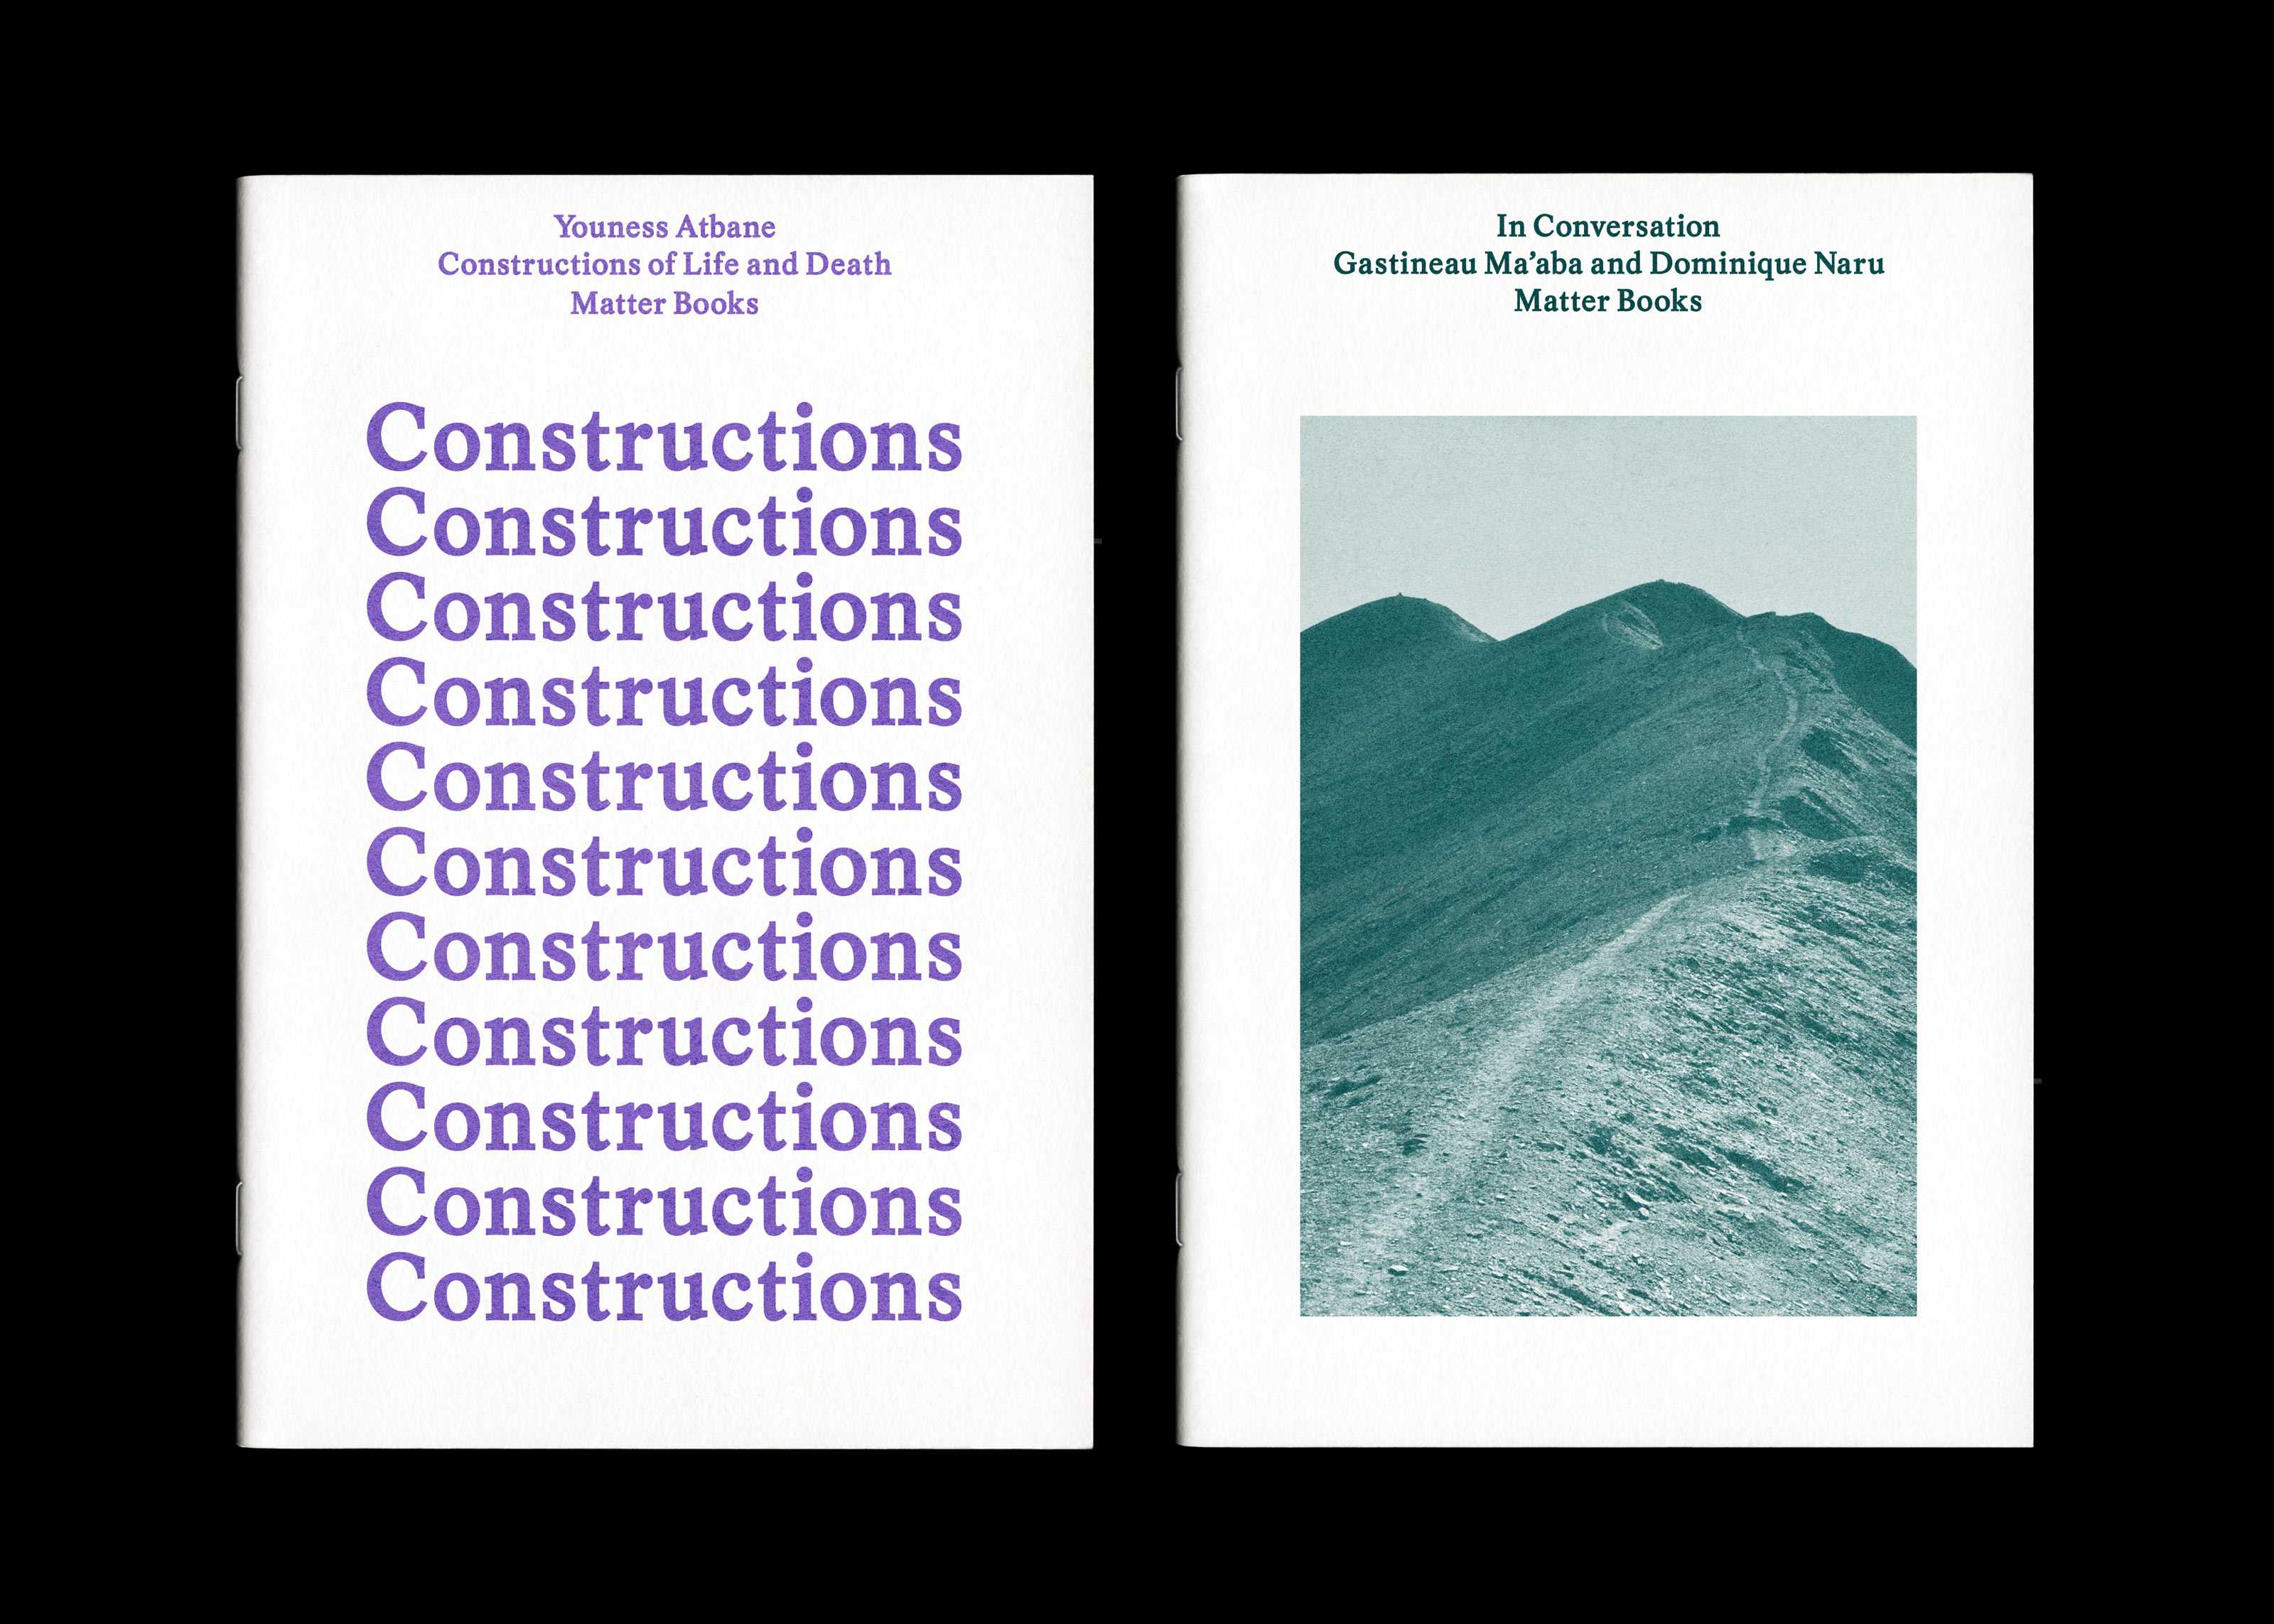 Youness Atbane
Constructions of Life and Death
Matter Books
Constructions
Constructions
Constructions
Constructions
Constructions
Constructions
Constructions
Constructions
Constructions
Constructions
Constructions
In Conversation
Gastineau Ma’aba and Dominique Naru
Matter Books